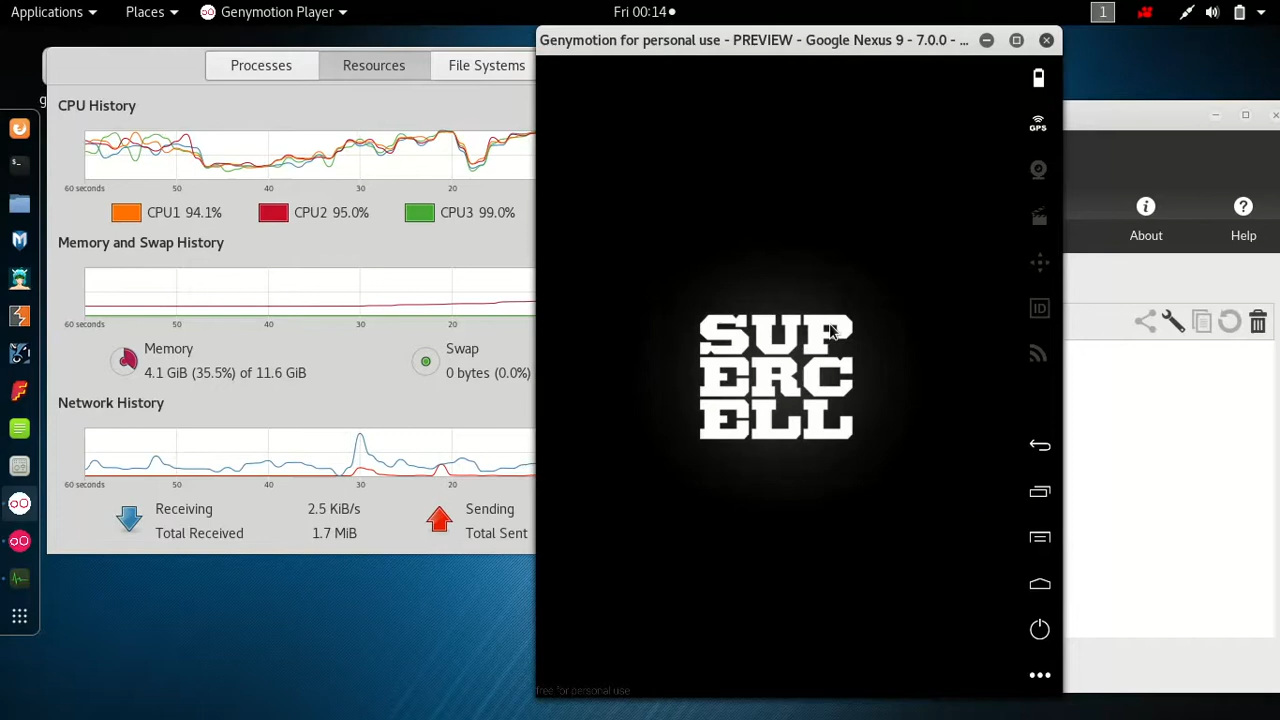 Applications
Places
Genymotion Player
Fri 00:14
1
Genymotion for personal use - PREVIEW - Google Nexus 9 - 7.0.0 - ...
Processes
Resources
File Systems
CPU History
60 seconds
50
40
30
20
CPU1 94.1%
CPU2 95.0%
CPU3 99.0%
Memory and Swap History
60 seconds
50
40
30
20
Memory
4.1 GiB (35.5%) of 11.6 GiB
Swap
0 bytes (0.0%)
Network History
60 seconds
50
40
30
20
Receiving
2.5 KiB/s
Total Received
1.7 MiB
Sending
Total Sent
SUP
ERC
ELL
free for personal use
GPS
ID
About
Help